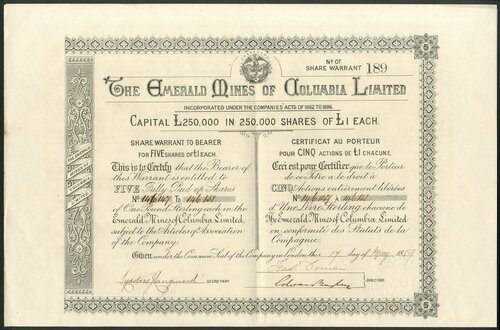 Nº OF
SHARE WARRANT 189
THE EMERALD MINES OF COLUMBIA LIMITED
INCORPORATED UNDER THE COMPANIES ACTS OF 1862 TO 1886.
CAPITAL £250,000 IN 250,000 SHARES OF £1 EACH.
SHARE WARRANT TO BEARER
FOR FIVE SHARES OF £1 EACH.
This is to Certify that the Bearer of
this Warrant is entitled to
FIVE Fully Paid up Shares
Nº to
of One Pound Sterling each in the
Emerald Mines of Columbia Limited,
subject to the Articles of Association
of the Company.
CERTIFICAT AU PORTEUR
POUR CINQ ACTIONS DE £1 CHACUNE.
Ceci est pour Certifier que le Porteur
de ce Titre a le droit à
CINQ Actions entièrement libérées
Nº to
d'Une Livre Sterling chacune de
The Emerald Mines of Columbia Limited
en conformité des Statuts de la
Compagnie.
Given under the Common Seal of the Company in London this day of May
SECRETARY
DIRECTORS